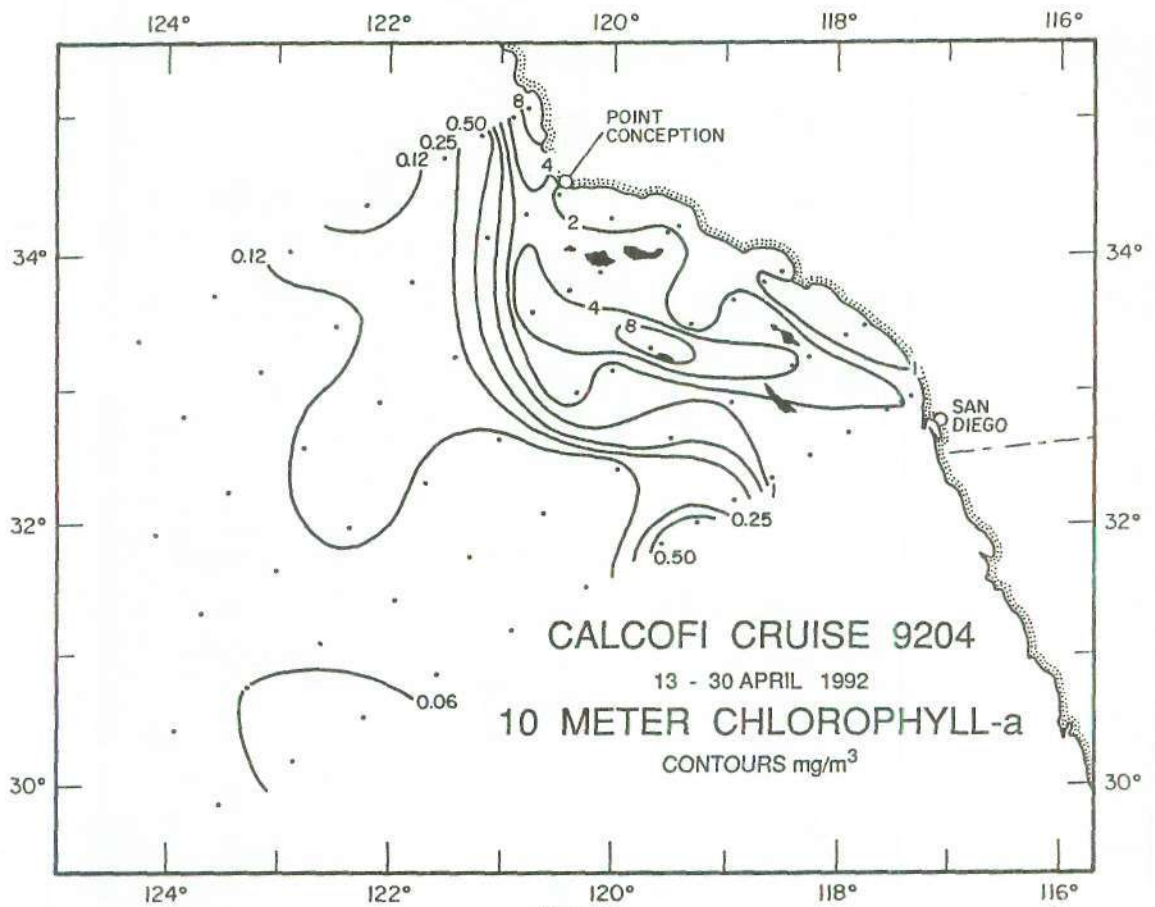 124° 122° 120° 118° 116°
8
POINT
CONCEPTION
0.50
0.25
0.12
4
2
34°
0.12
34°
4
8
1
SAN
DIEGO
32°
1
0.25
32°
0.50
CALCOFI CRUISE 9204
13 - 30 APRIL 1992
0.06
10 METER CHLOROPHYLL-a
CONTOURS mg/m³
30°
30°
124° 122° 120° 118° 116°